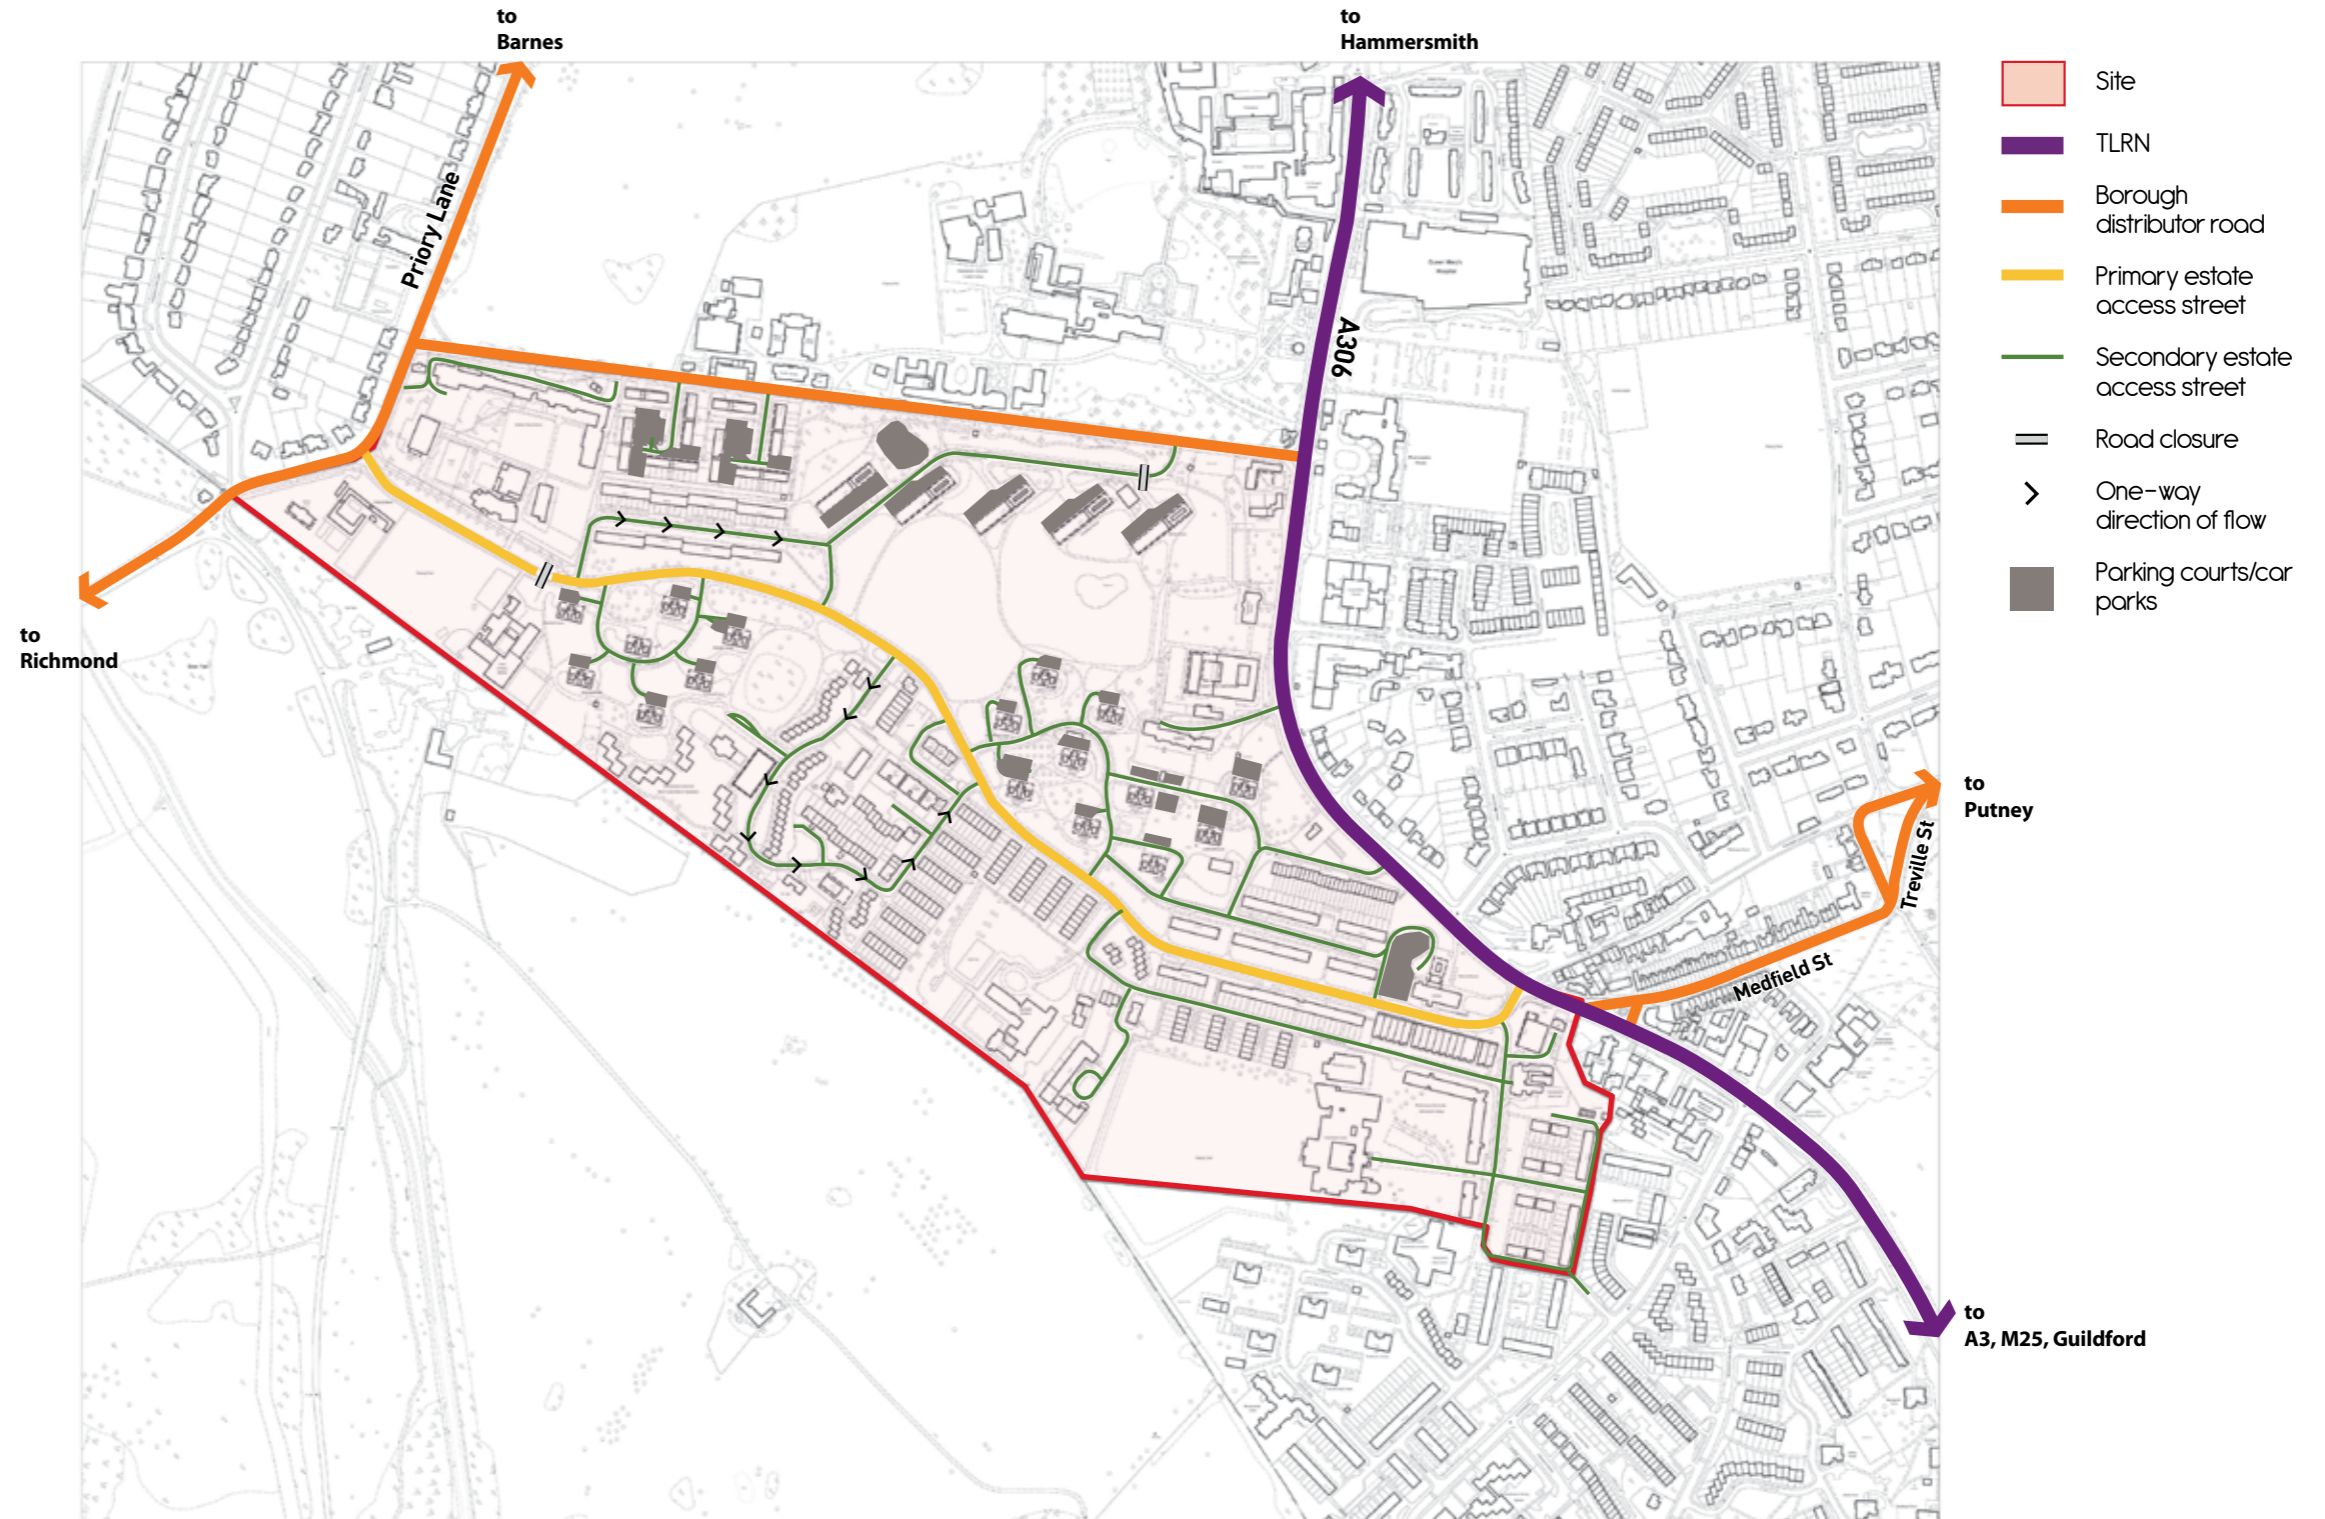 to
Barnes
to
Hammersmith
Priory Lane
A306
to
Richmond
to
Putney
Treville St
Medfield St
to
A3, M25, Guildford
Site
TLRN
Borough
distributor road
Primary estate
access street
Secondary estate
access street
Road closure
One-way
direction of flow
Parking courts/car
parks